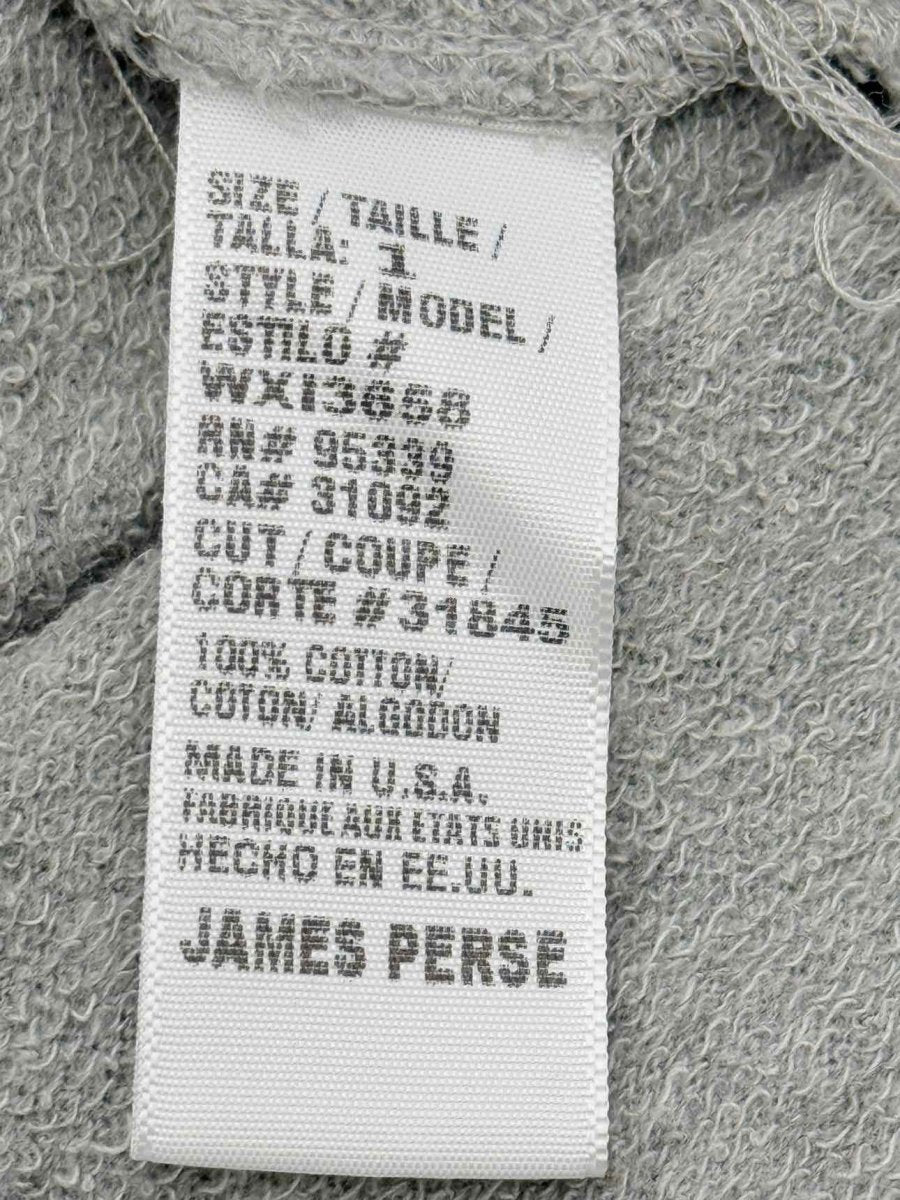 SIZE / TAILLE /
TALLA: 1
STYLE / MODEL /
ESTILO #
WXI3658
RN# 95339
CA# 31092
CUT / COUPE /
CORTE #31845
100% COTTON/
COTON/ ALGODON
MADE IN U.S.A.
FABRIQUE AUX ETATS UNIS
HECHO EN EE.UU.
JAMES PERSE